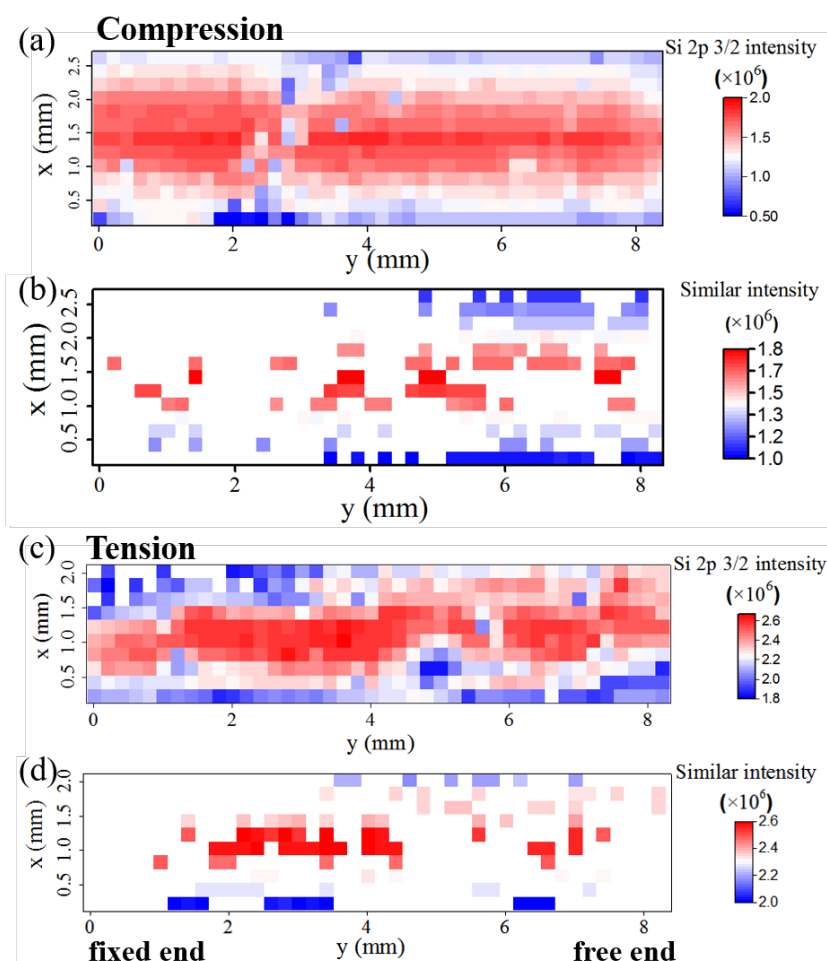 (a) Compression
Si 2p 3/2 intensity
(×10⁶)
x (mm)
2.5
2.0
1.5
1.0
0.5
2.0
1.5
1.0
0.50
0 2 4 6 8
y (mm)
(b)
Similar intensity
(×10⁶)
x (mm)
2.5
2.0
1.5
1.0
0.5
1.8
1.7
1.5
1.4
1.3
1.2
1.1
1.0
0 2 4 6 8
y (mm)
(c) Tension
Si 2p 3/2 intensity
(×10⁶)
x (mm)
2.0
1.5
1.0
0.5
2.6
2.4
2.2
2.1
2.0
1.8
0 2 4 6 8
y (mm)
(d)
Similar intensity
(×10⁶)
x (mm)
2.0
1.5
1.0
0.5
2.6
2.4
2.3
2.2
2.1
2.0
0 2 4 6 8
fixed end y (mm) free end